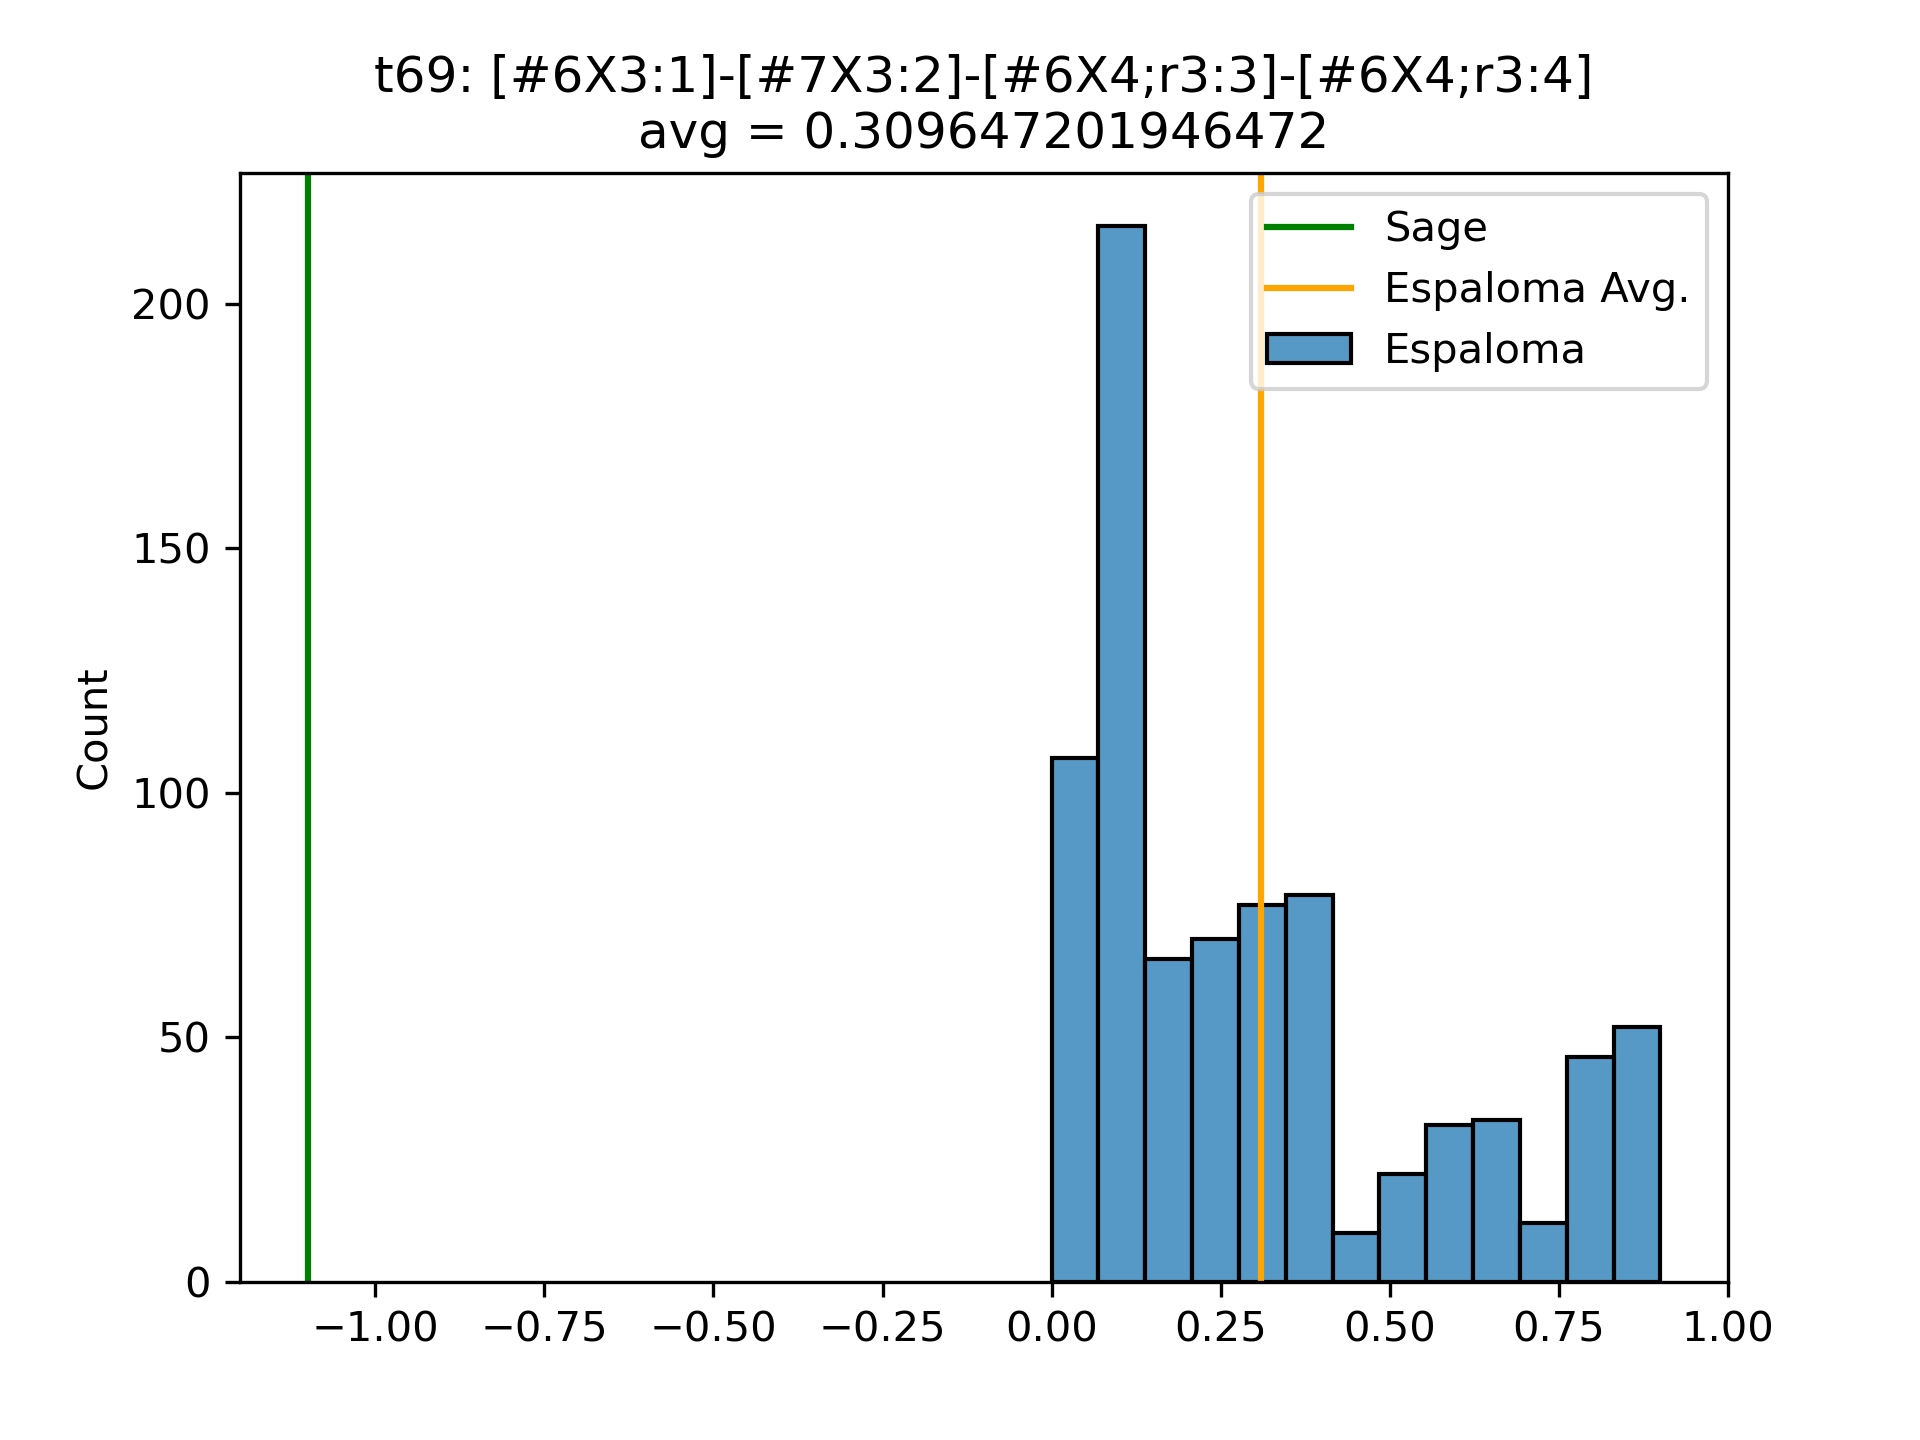 t69: [#6X3:1]-[#7X3:2]-[#6X4;r3:3]-[#6X4;r3:4]
avg = 0.309647201946472
Sage
Espaloma Avg.
Espaloma
Count
200
150
100
50
0
−1.00 −0.75 −0.50 −0.25 0.00 0.25 0.50 0.75 1.00